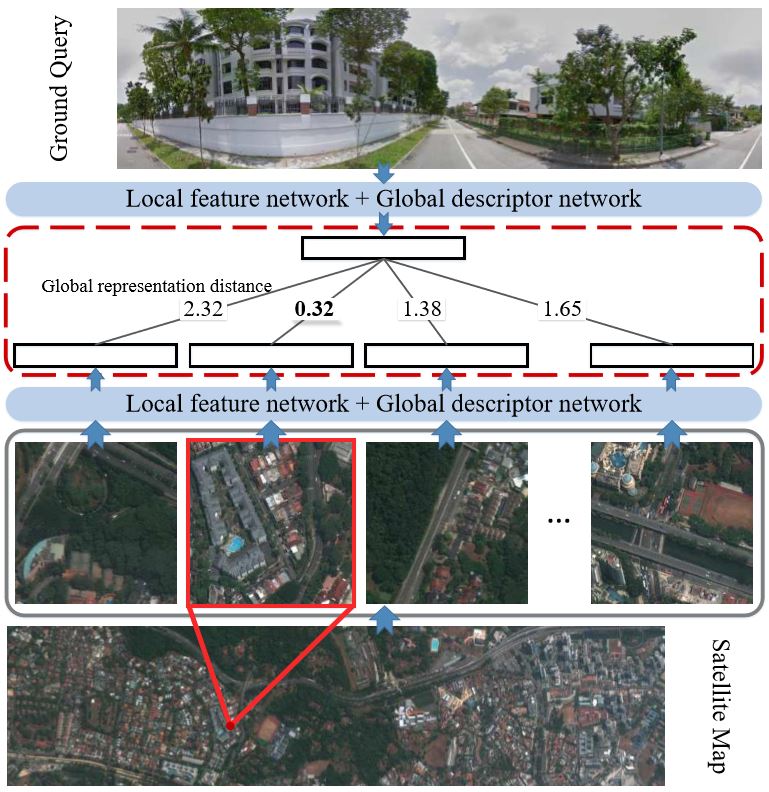 Ground Query
Local feature network + Global descriptor network
Global representation distance
2.32
0.32
1.38
1.65
Local feature network + Global descriptor network
...
Satellite Map